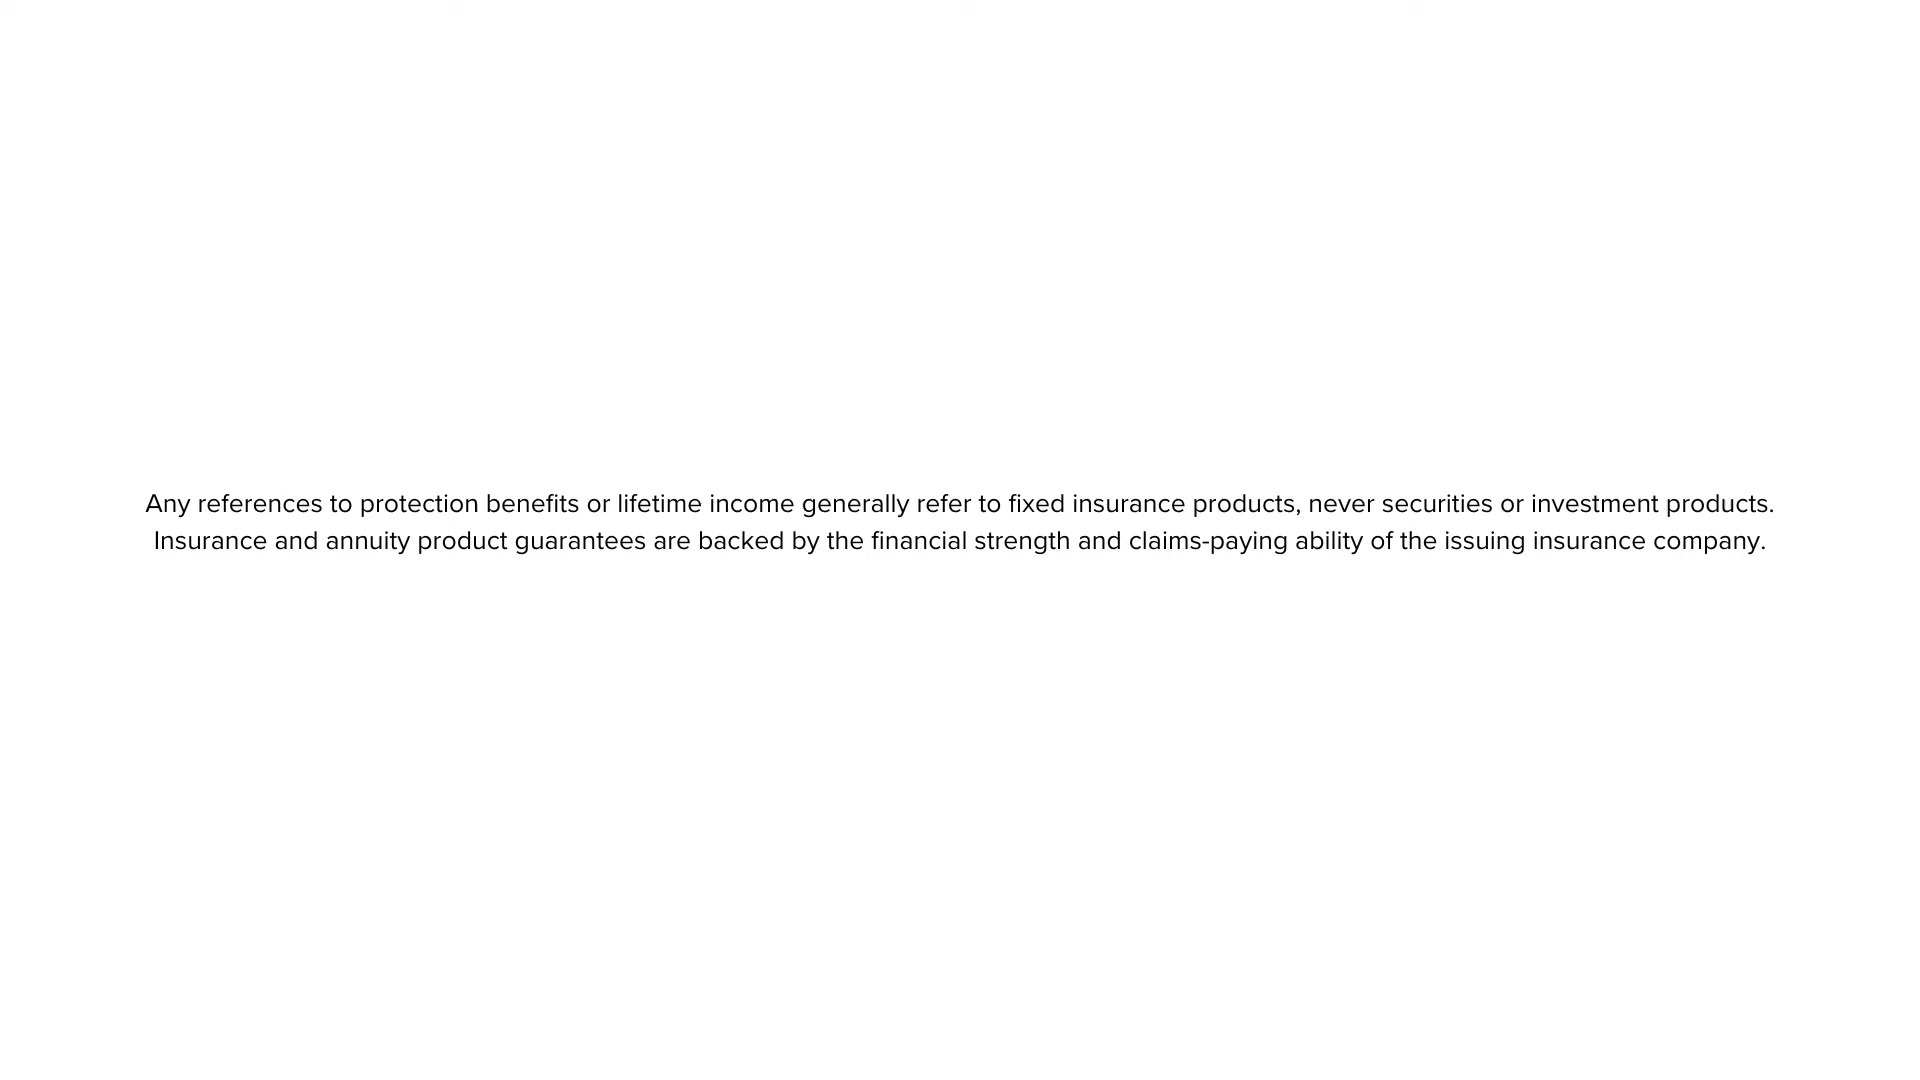 Any references to protection benefits or lifetime income generally refer to fixed insurance products, never securities or investment products.
Insurance and annuity product guarantees are backed by the financial strength and claims-paying ability of the issuing insurance company.